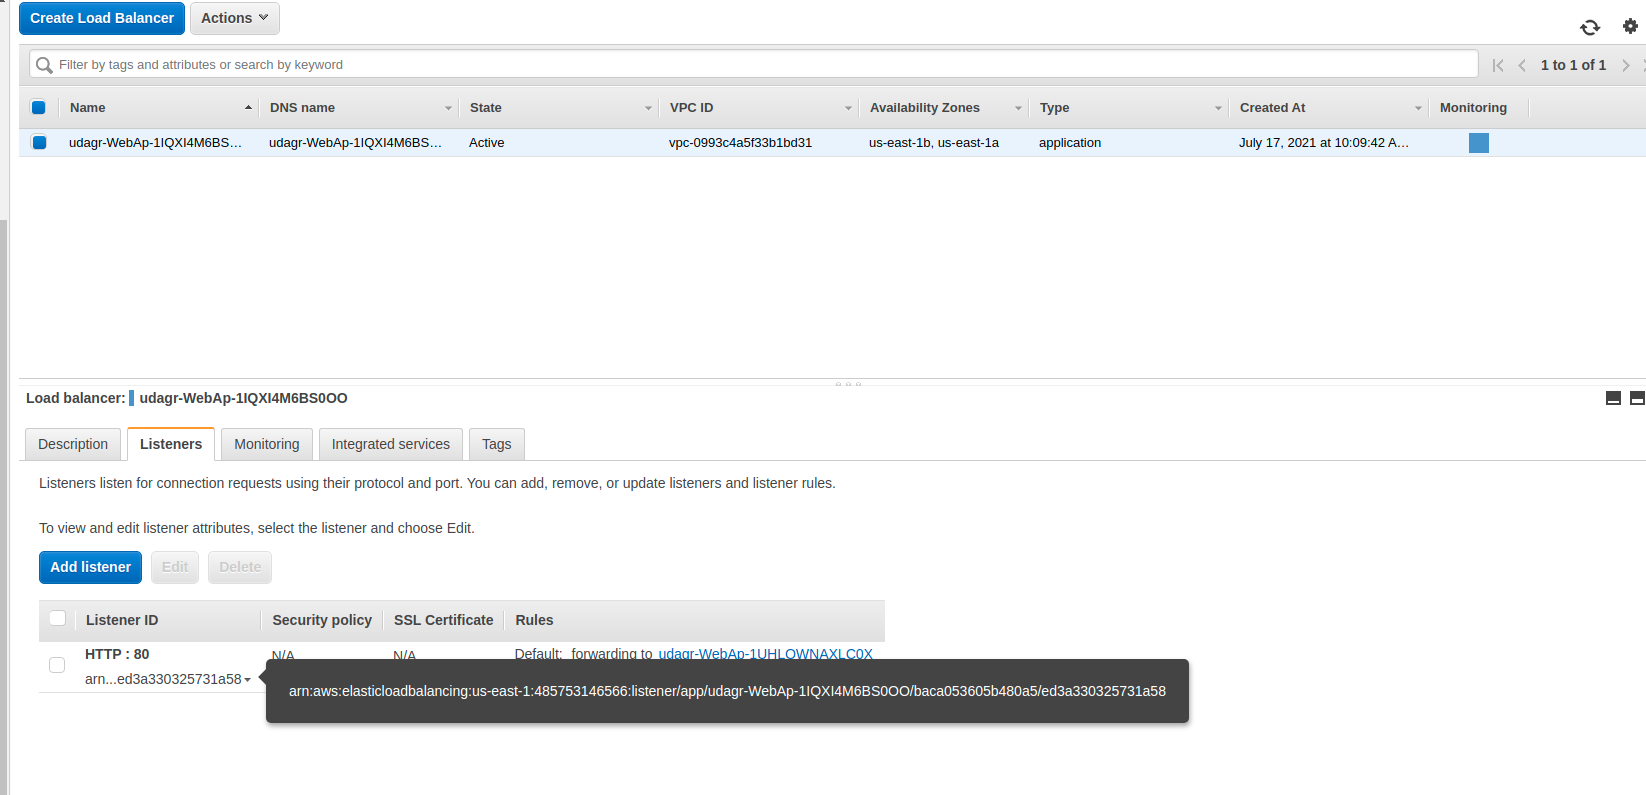 Create Load Balancer Actions
Filter by tags and attributes or search by keyword
1 to 1 of 1
Name DNS name State VPC ID Availability Zones Type Created At Monitoring
udagr-WebAp-1IQXI4M6BS... udagr-WebAp-1IQXI4M6BS... Active vpc-0993c4a5f33b1bd31 us-east-1b, us-east-1a application July 17, 2021 at 10:09:42 A...
Load balancer: udagr-WebAp-1IQXI4M6BS0OO
Description Listeners Monitoring Integrated services Tags
Listeners listen for connection requests using their protocol and port. You can add, remove, or update listeners and listener rules.
To view and edit listener attributes, select the listener and choose Edit.
Add listener Edit Delete
Listener ID Security policy SSL Certificate Rules
HTTP : 80 N/A N/A Default: forwarding to udagr-WebAp-1UHLOWNAXLC0X
arn...ed3a330325731a58
arn:aws:elasticloadbalancing:us-east-1:485753146566:listener/app/udagr-WebAp-1IQXI4M6BS0OO/baca053605b480a5/ed3a330325731a58